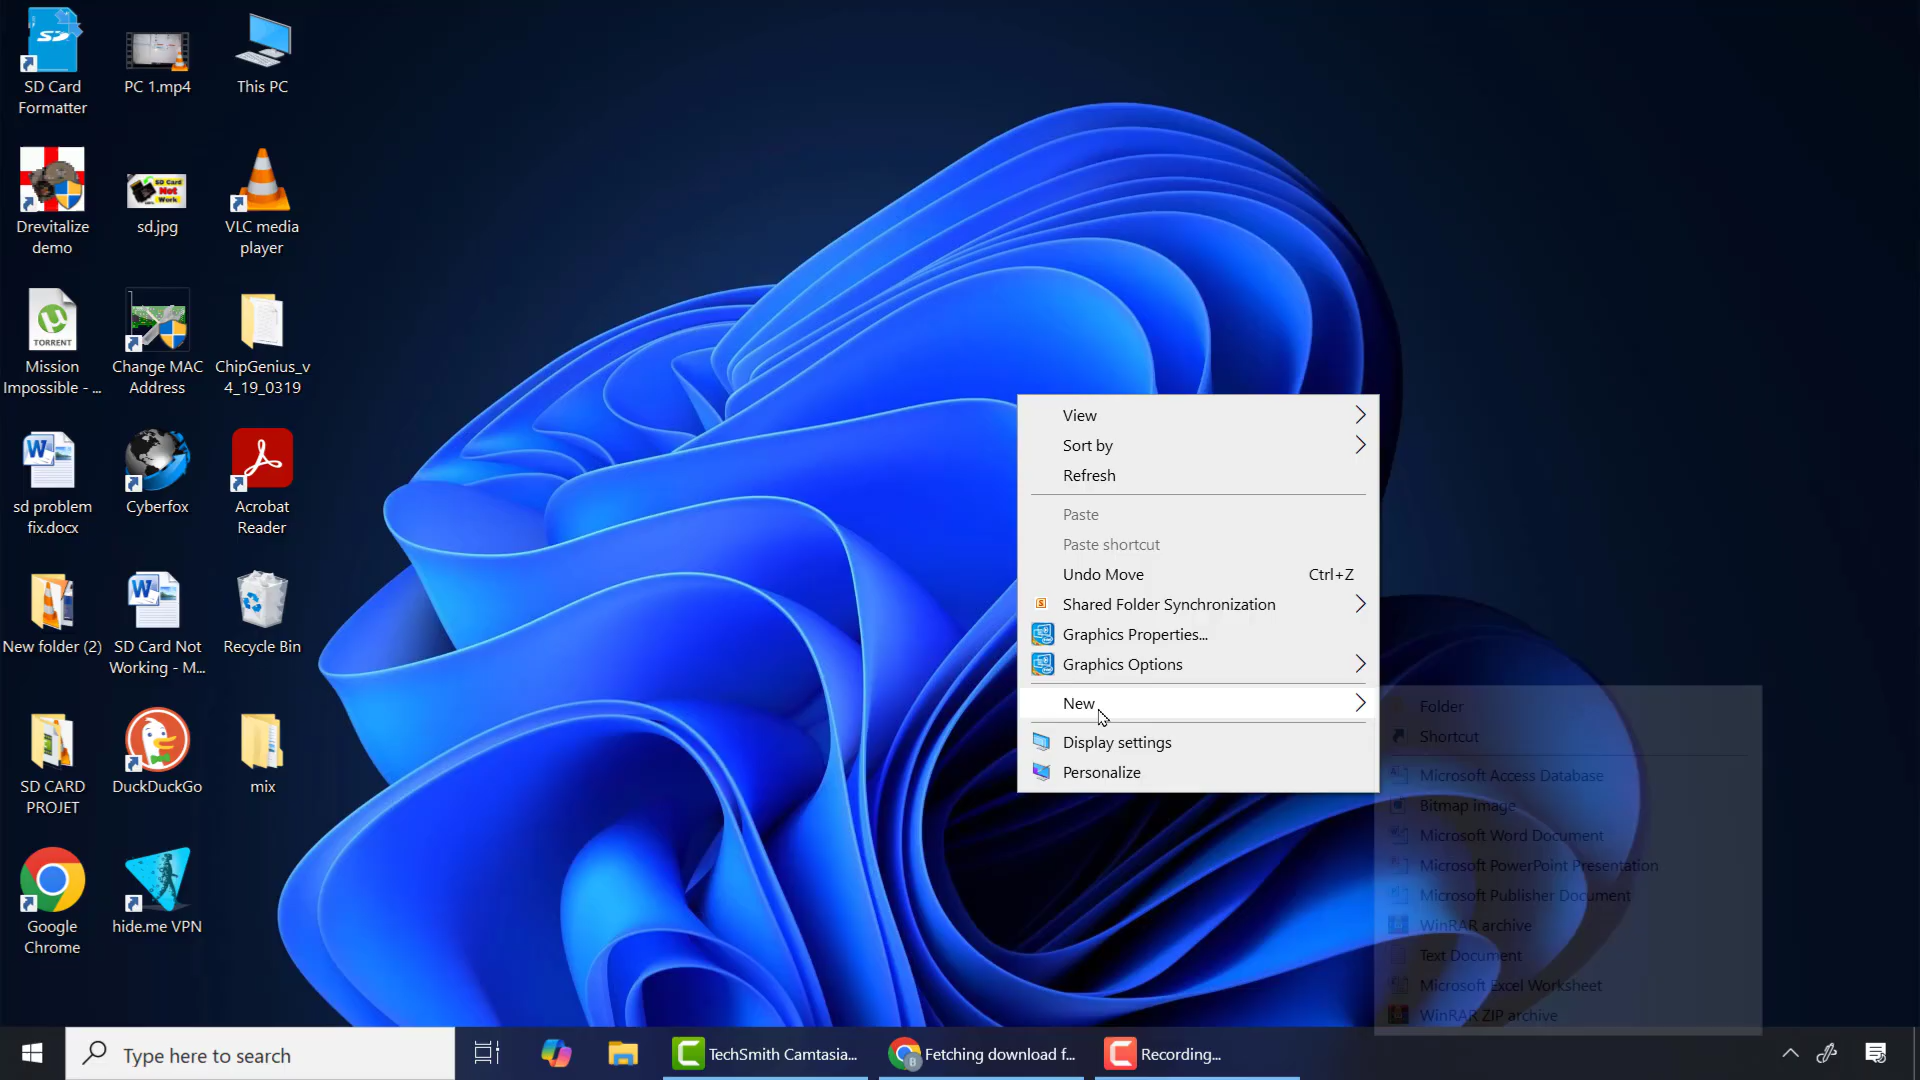 SD Card
Formatter
PC 1.mp4
This PC
Drevitalize
demo
SD Card
Not
Work
sd.jpg
VLC media
player
TORRENT
Mission
Impossible - ...
Change MAC
Address
ChipGenius_v
4_19_0319
sd problem
fix.docx
Cyberfox
Acrobat
Reader
New folder (2)
SD Card Not
Working - M...
Recycle Bin
SD CARD
PROJET
DuckDuckGo
mix
Google
Chrome
hide.me VPN
View
Sort by
Refresh
Paste
Paste shortcut
Undo Move Ctrl+Z
Shared Folder Synchronization
Graphics Properties...
Graphics Options
New
Display settings
Personalize
Folder
Shortcut
Microsoft Access Database
Bitmap image
Microsoft Word Document
Microsoft PowerPoint Presentation
Microsoft Publisher Document
WinRAR archive
Text Document
Microsoft Excel Worksheet
WinRAR ZIP archive
Type here to search
TechSmith Camtasia...
Fetching download f...
Recording...